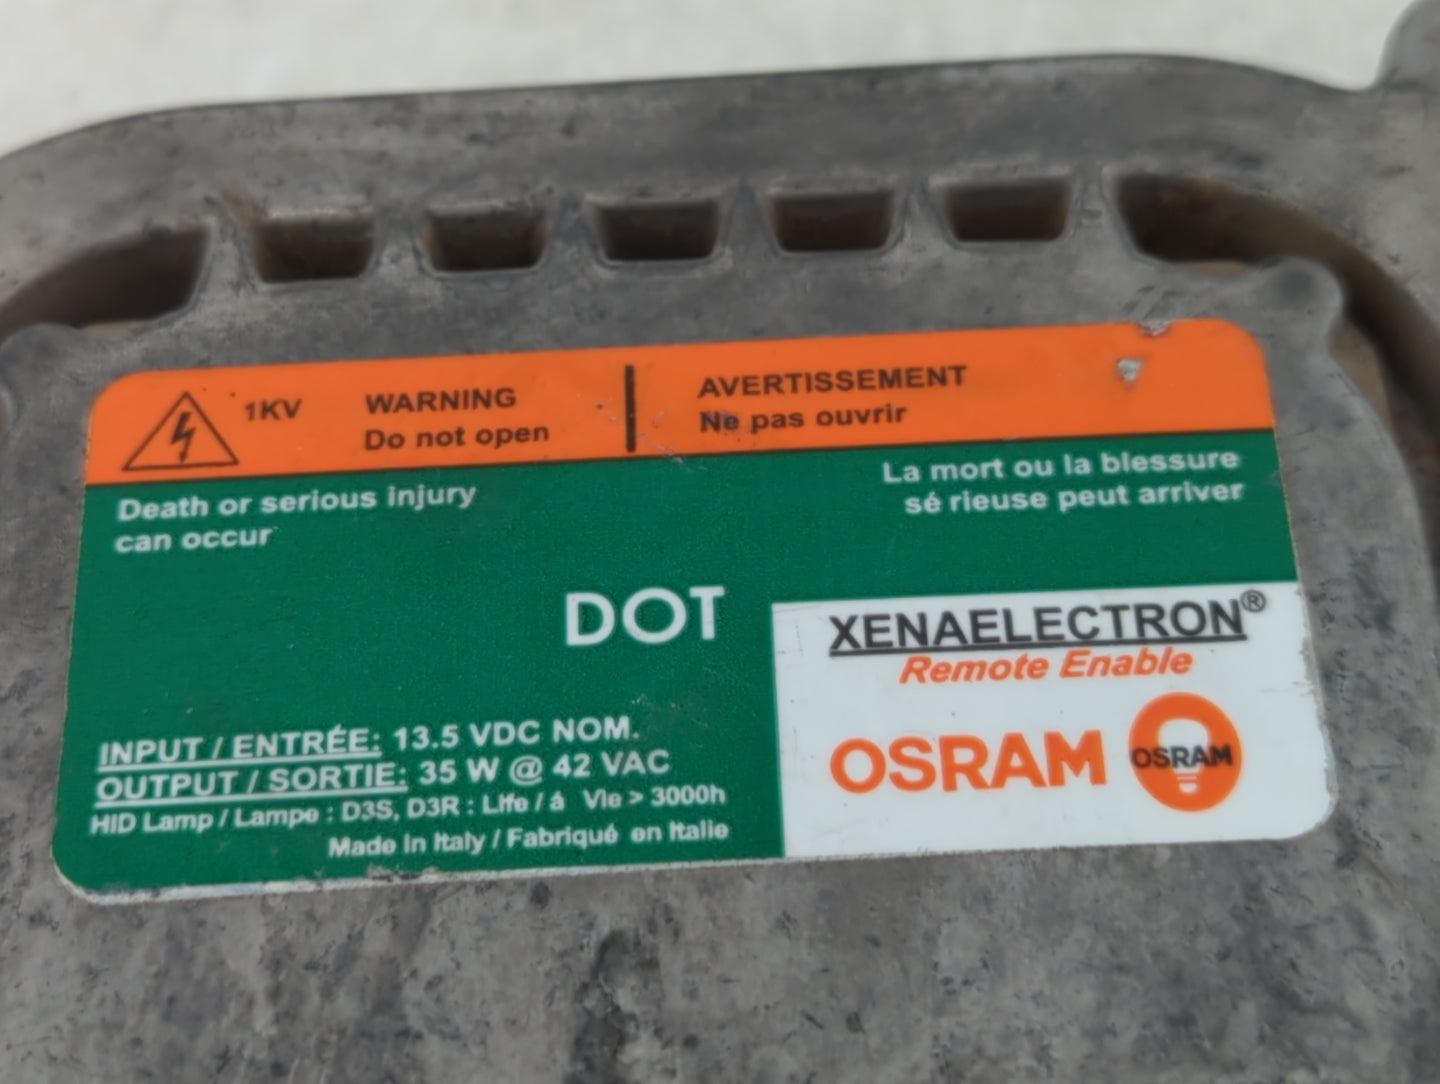 1KV
WARNING
Do not open
AVERTISSEMENT
Ne pas ouvrir
Death or serious injury
can occur
La mort ou la blessure
sé rieuse peut arriver
DOT
XENAELECTRON®
Remote Enable
OSRAM
OSRAM
INPUT / ENTRÉE: 13.5 VDC NOM.
OUTPUT / SORTIE: 35 W @ 42 VAC
HID Lamp / Lampe : D3S, D3R : Life / á Vie > 3000h
Made in Italy / Fabriqué en Italie